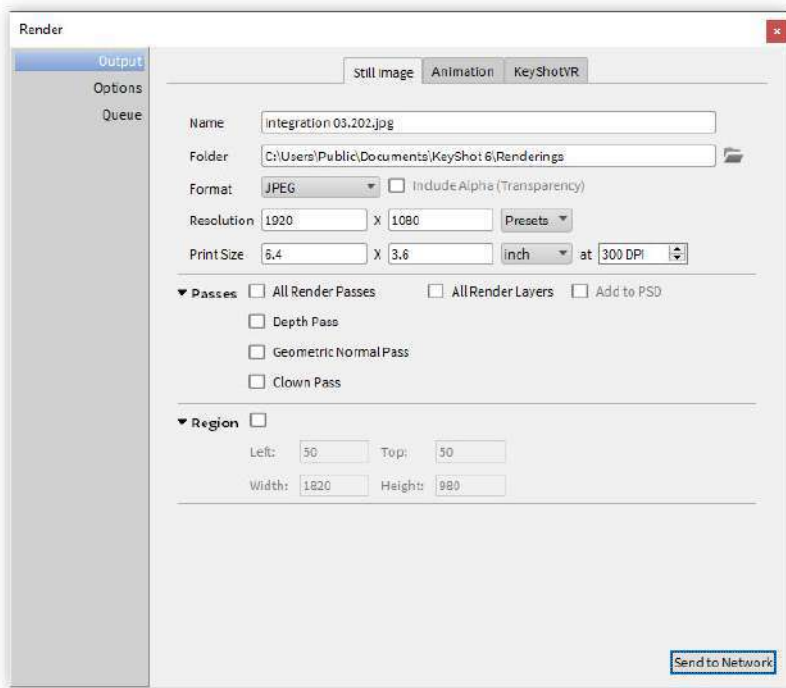 Render
Output
Options
Queue
Still Image Animation KeyShotVR
Name Integration 03.202.jpg
Folder C:\Users\Public\Documents\KeyShot 6\Renderings
Format JPEG Include Alpha (Transparency)
Resolution 1920 X 1080 Presets
Print Size 6.4 X 3.6 inch at 300 DPI
Passes All Render Passes All Render Layers Add to PSD
Depth Pass
Geometric Normal Pass
Clown Pass
Region
Left: 50 Top: 50
Width: 1820 Height: 980
Send to Network